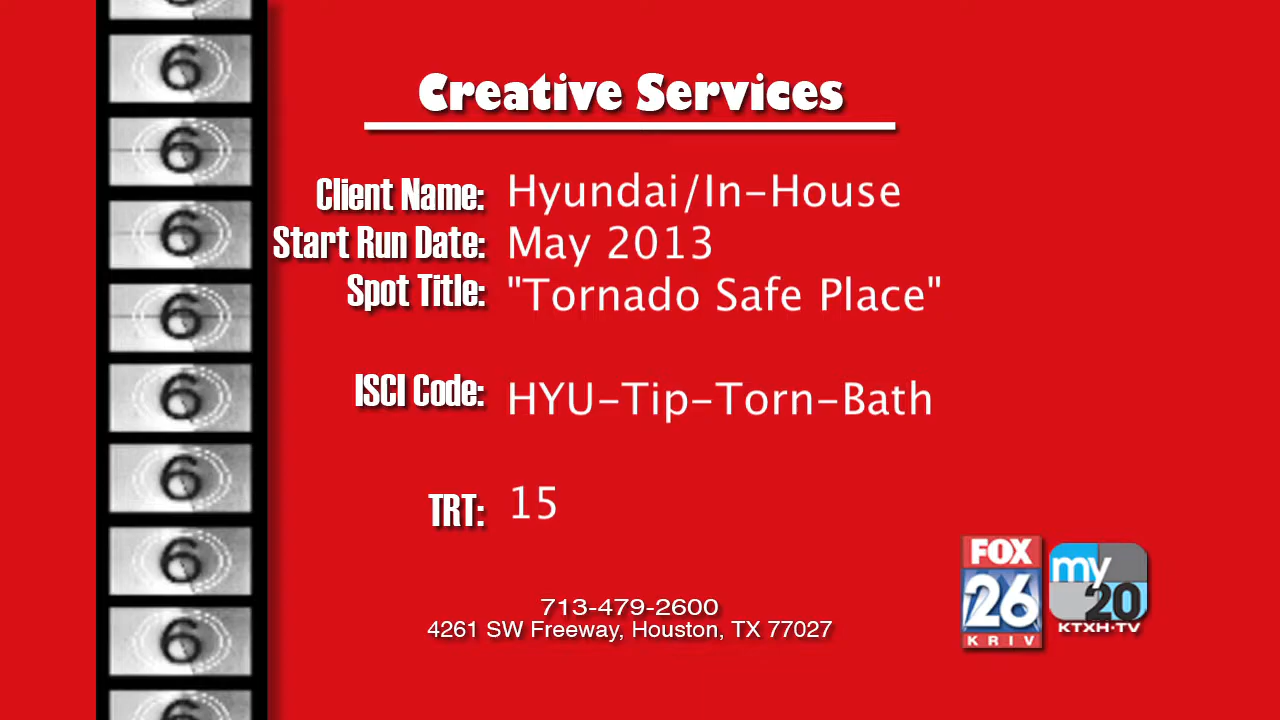 6
6
6
6
6
6
6
6
6
Creative Services
Client Name: Hyundai/In-House
Start Run Date: May 2013
Spot Title: "Tornado Safe Place"
ISCI Code: HYU-Tip-Torn-Bath
TRT: 15
713-479-2600
4261 SW Freeway, Houston, TX 77027
FOX
26
KRIV
my
20
KTXH·TV